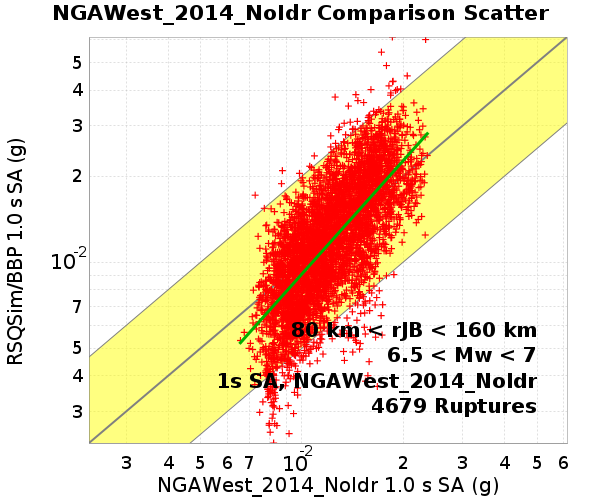 NGAWest_2014_NoIdr Comparison Scatter
RSQSim/BBP 1.0 s SA (g)
5
4
3
2
10-2
7
5
4
3
80 km < rJB < 160 km
6.5 < Mw < 7
1s SA, NGAWest_2014_NoIdr
4679 Ruptures
3 4 5 6 7 10-2 2 3 4 5 6
NGAWest_2014_NoIdr 1.0 s SA (g)